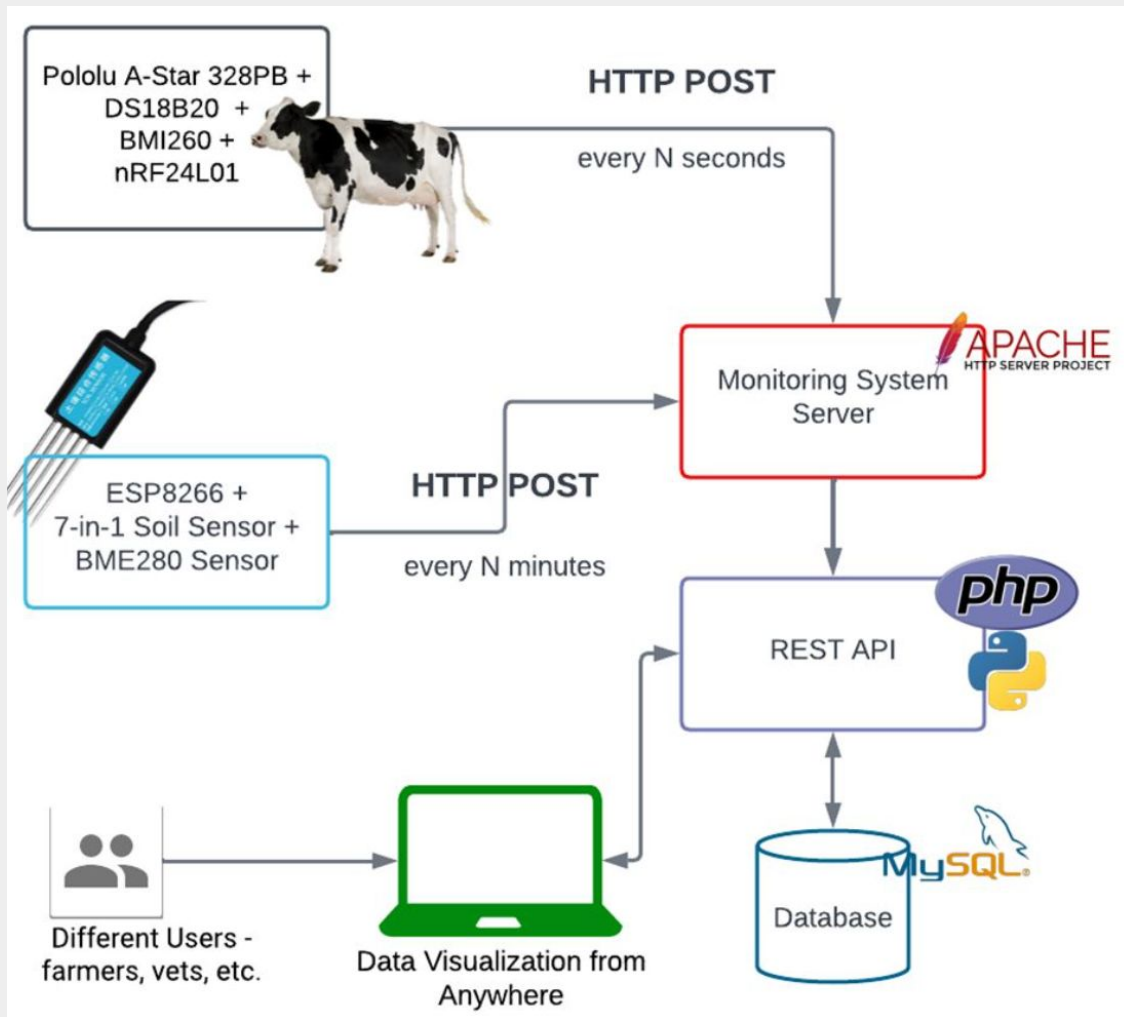 Pololu A-Star 328PB +
DS18B20 +
BMI260 +
nRF24L01
HTTP POST
every N seconds
APACHE
HTTP SERVER PROJECT
Monitoring System
Server
ESP8266 +
7-in-1 Soil Sensor +
BME280 Sensor
HTTP POST
every N minutes
php
REST API
MySQL®
Database
Different Users -
farmers, vets, etc.
Data Visualization from
Anywhere